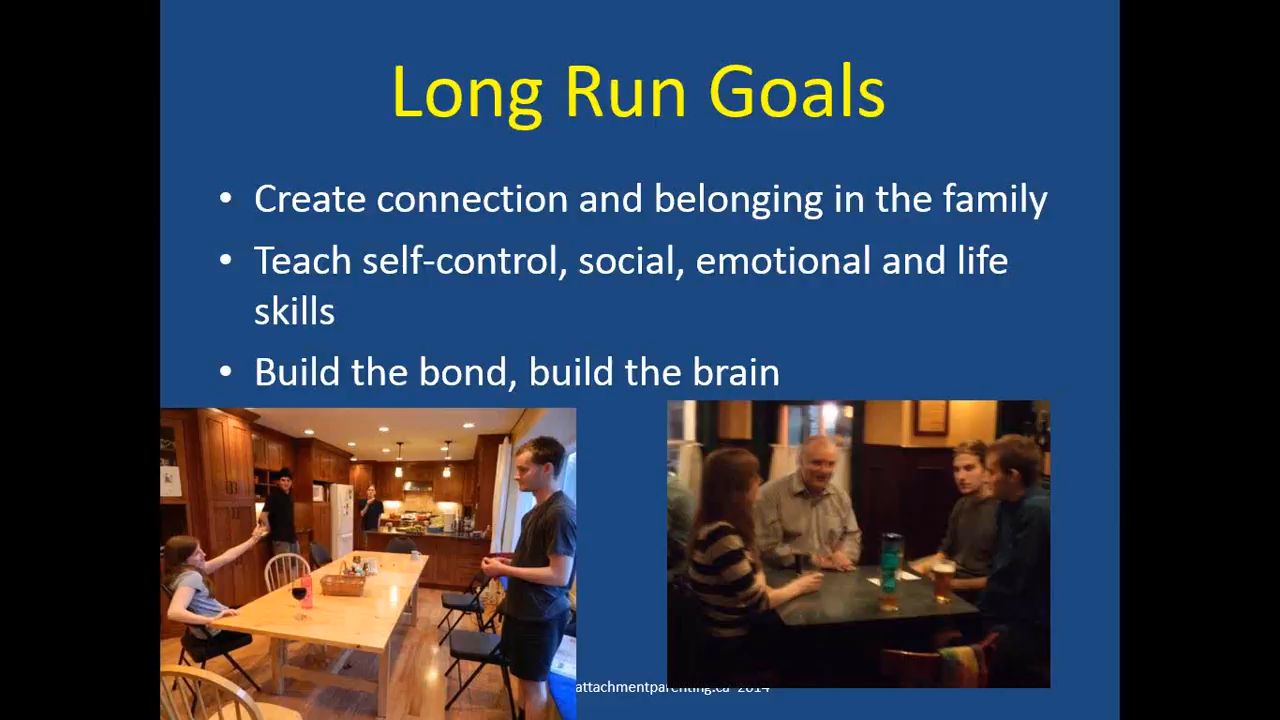 Long Run Goals
• Create connection and belonging in the family
• Teach self-control, social, emotional and life
skills
• Build the bond, build the brain
attachmentparenting.ca 2014